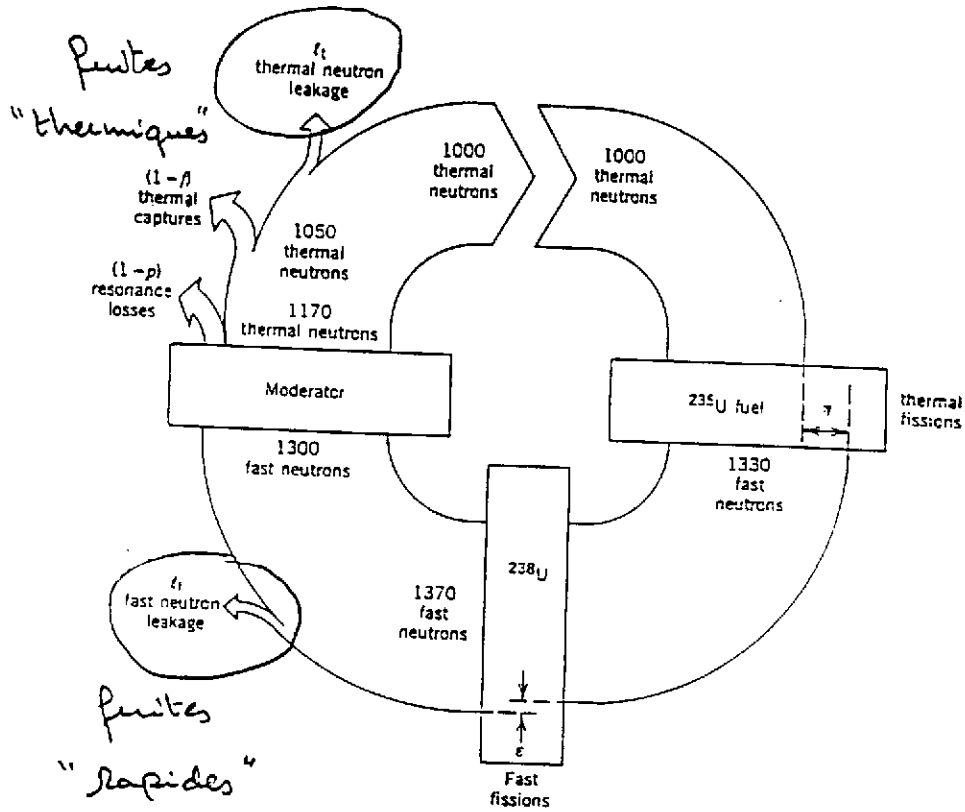 fuites
"thermiques"
ℓt
thermal neutron
leakage
(1-f)
thermal
captures
(1-p)
resonance
losses
1000
thermal
neutrons
1000
thermal
neutrons
1050
thermal
neutrons
1170
thermal neutrons
Moderator
235U fuel
η
thermal
fissions
1300
fast neutrons
1330
fast
neutrons
238U
1370
fast
neutrons
ℓf
fast neutron
leakage
fuites
"rapides"
ε
Fast
fissions